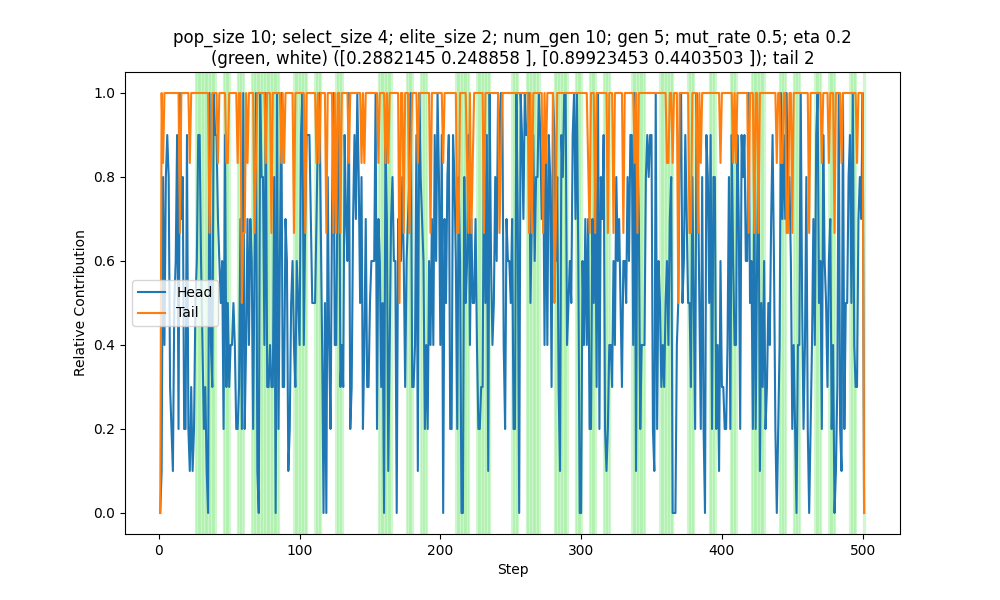 pop_size 10; select_size 4; elite_size 2; num_gen 10; gen 5; mut_rate 0.5; eta 0.2
(green, white) ([0.2882145 0.248858 ], [0.89923453 0.4403503 ]); tail 2
Relative Contribution
1.0
0.8
0.6
0.4
0.2
0.0
Head
Tail
0
100
200
300
400
500
Step